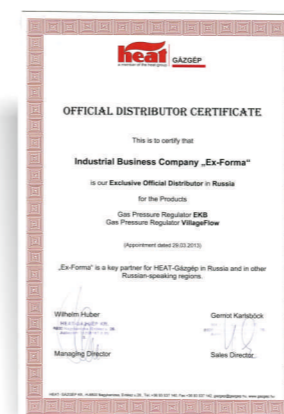 heat GÁZGÉP
a member of the heat group
OFFICIAL DISTRIBUTOR CERTIFICATE
This is to certify that
Industrial Business Company „Ex-Forma“
is our Exclusive Official Distributor in Russia
for the Products
Gas Pressure Regulator EKB
Gas Pressure Regulator VillageFlow
(Appointment dated 26.03.2013)
„Ex-Forma“ is a key partner for HEAT-Gázgép in Russia and in other
Russian-speaking regions.
Wilhelm Huber
Gernot Karlsböck
Managing Director
Sales Director